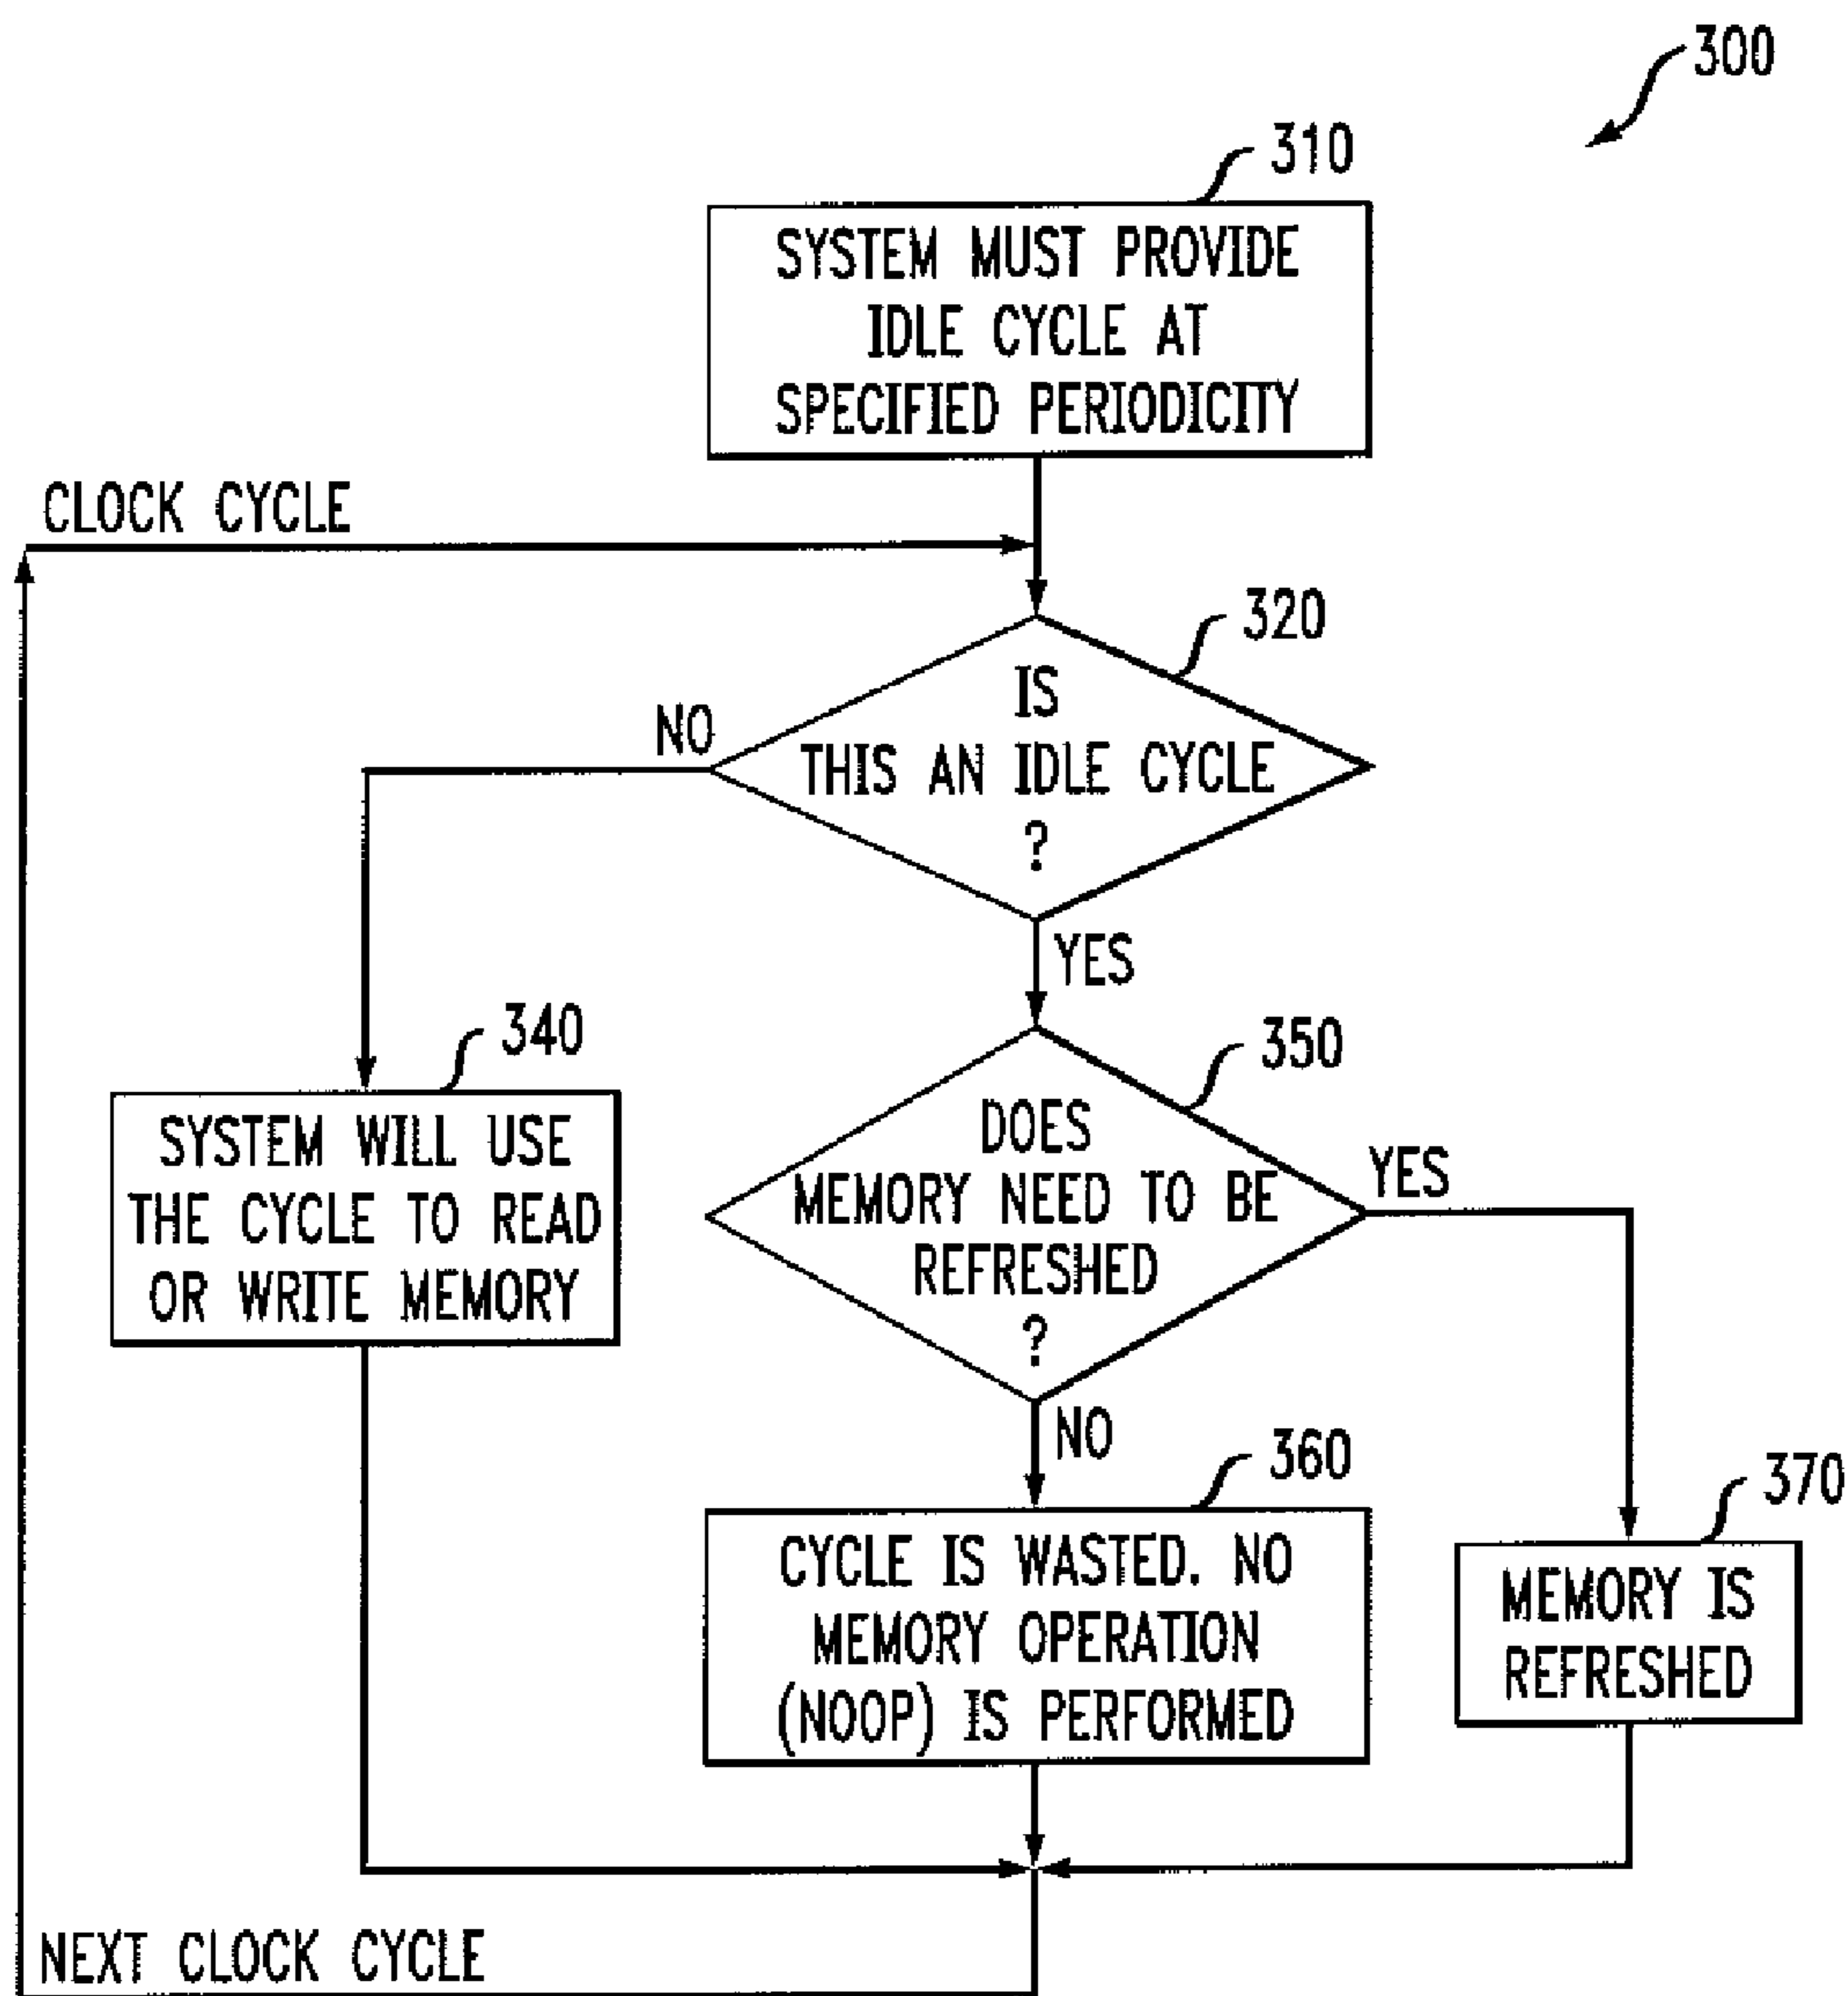 300
310
SYSTEM MUST PROVIDE
IDLE CYCLE AT
SPECIFIED PERIODICITY
CLOCK CYCLE
320
IS
THIS AN IDLE CYCLE
?
NO
YES
340
SYSTEM WILL USE
THE CYCLE TO READ
OR WRITE MEMORY
350
DOES
MEMORY NEED TO BE
REFRESHED
?
YES
NO
360
CYCLE IS WASTED. NO
MEMORY OPERATION
(NOOP) IS PERFORMED
370
MEMORY IS
REFRESHED
NEXT CLOCK CYCLE